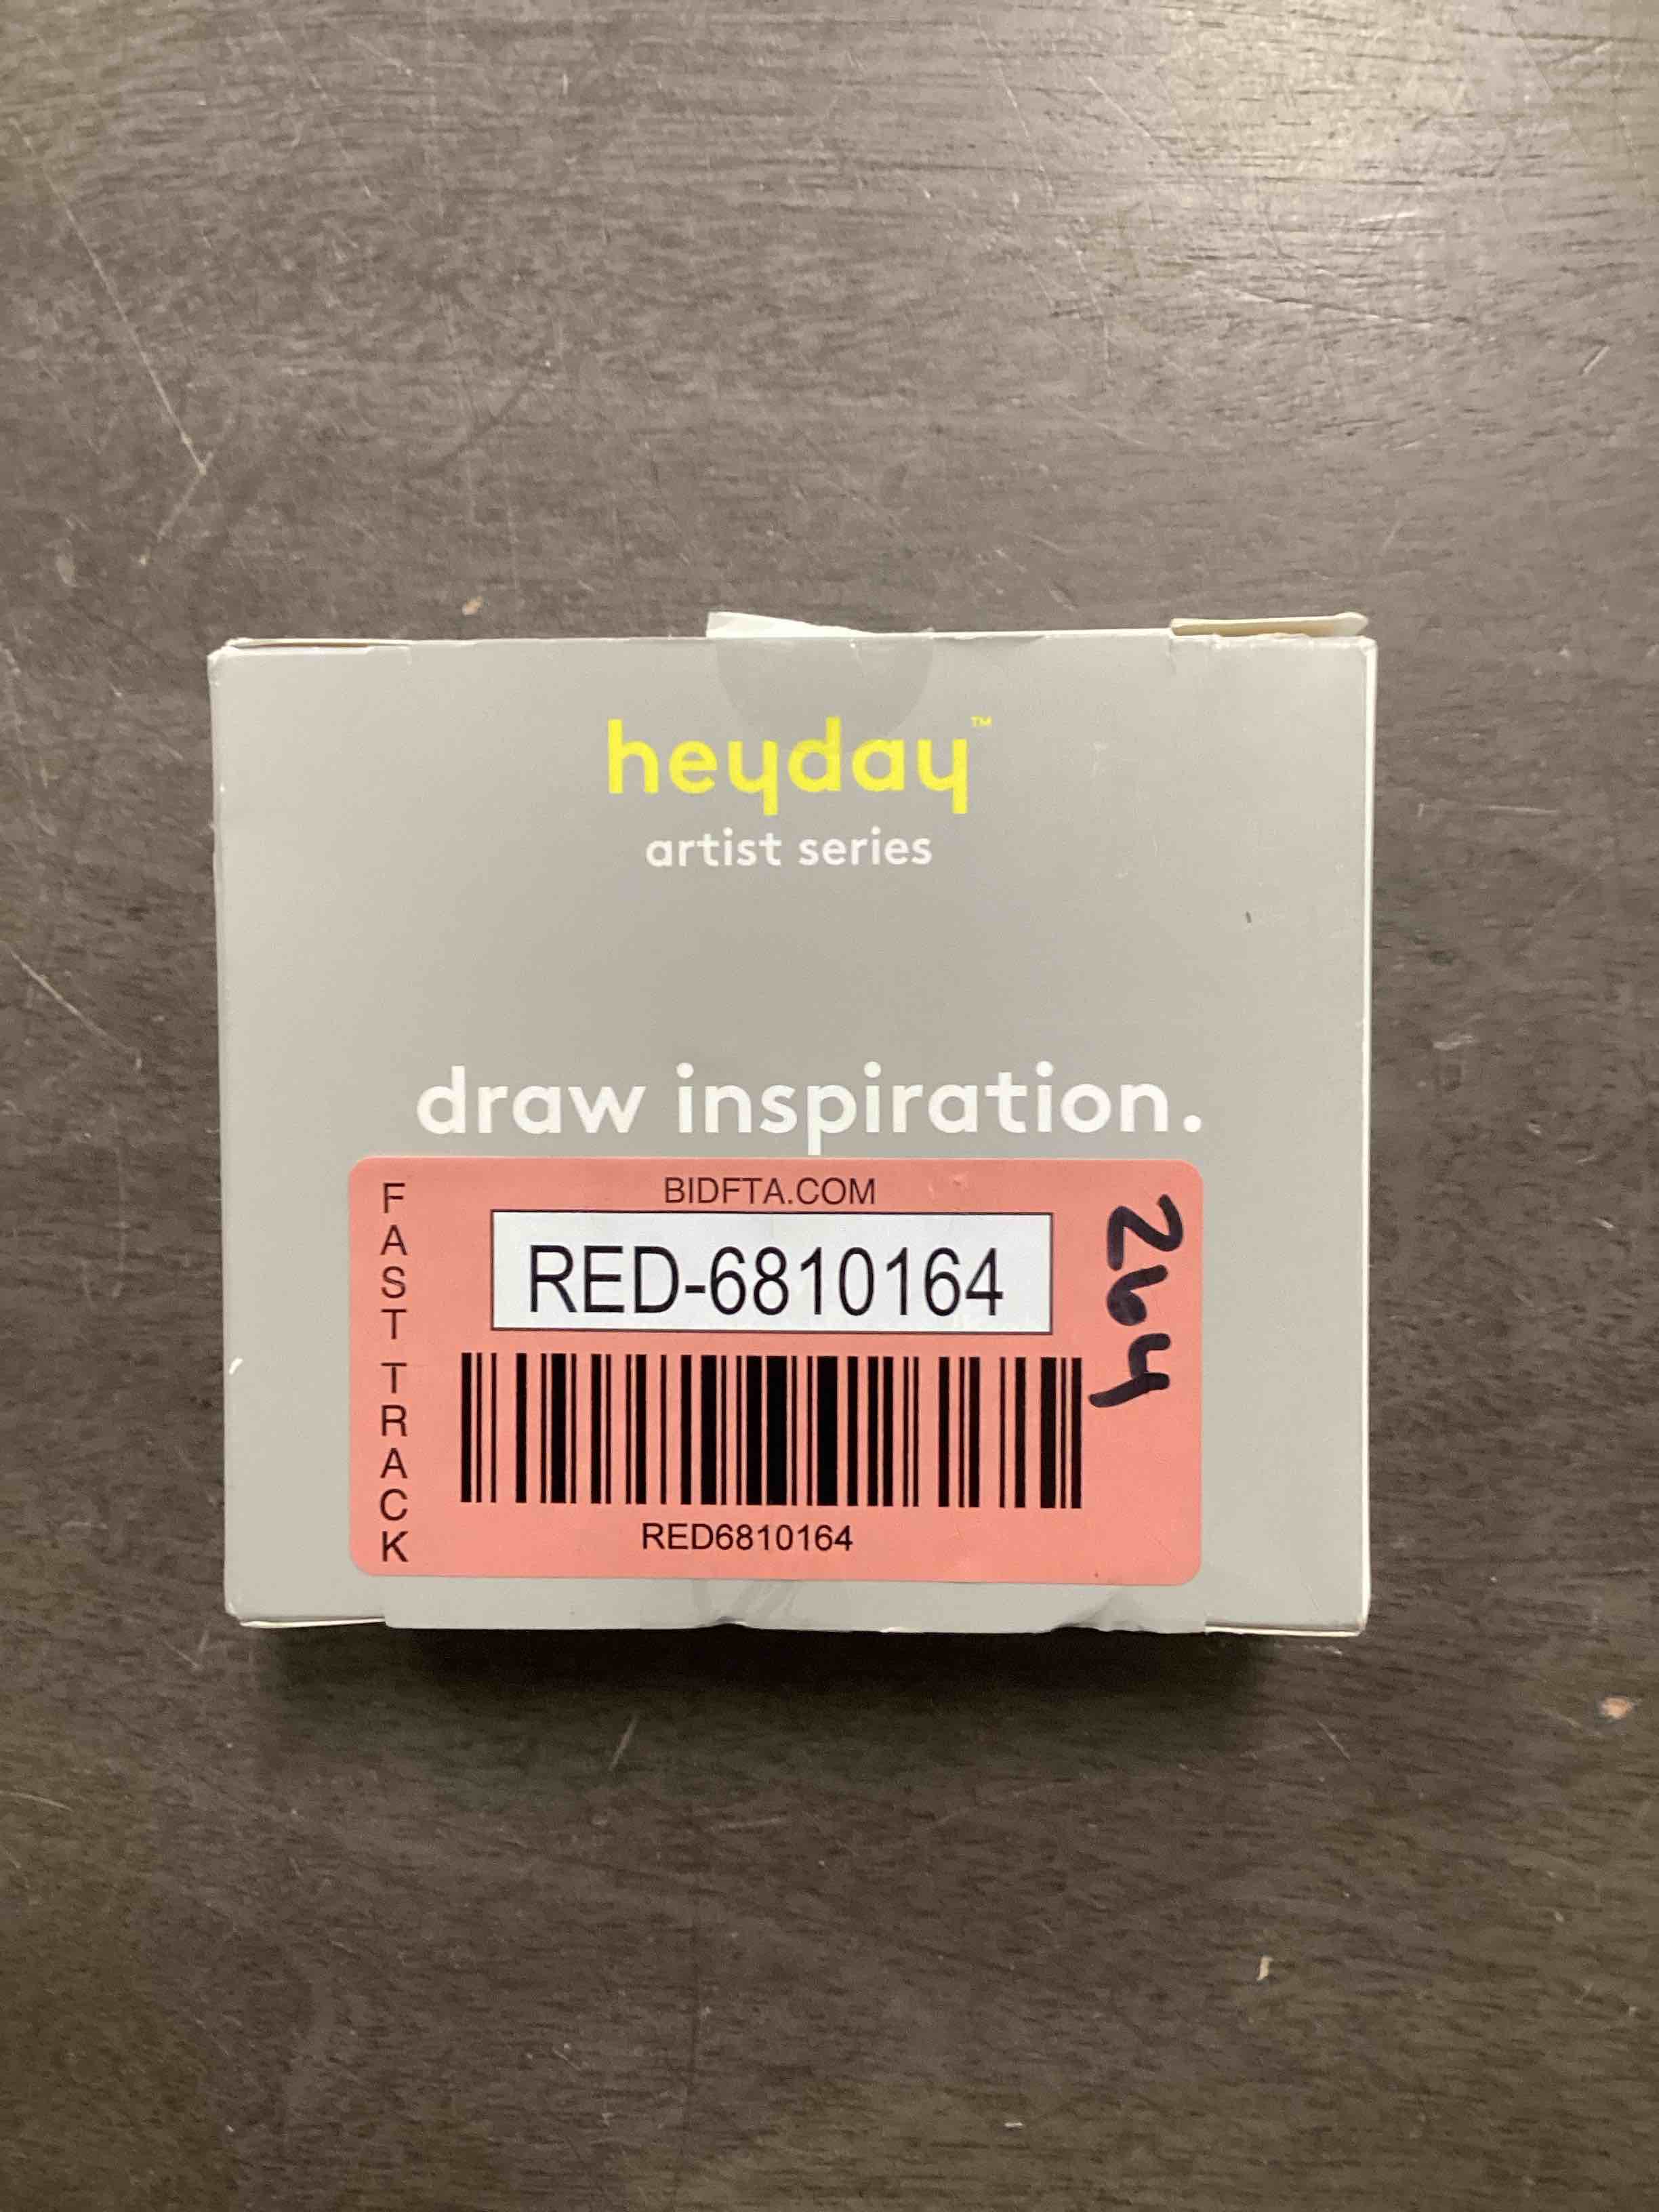 heyday™
artist series
draw inspiration.
FAST TRACK
BIDFTA.COM
RED-6810164
264
RED6810164